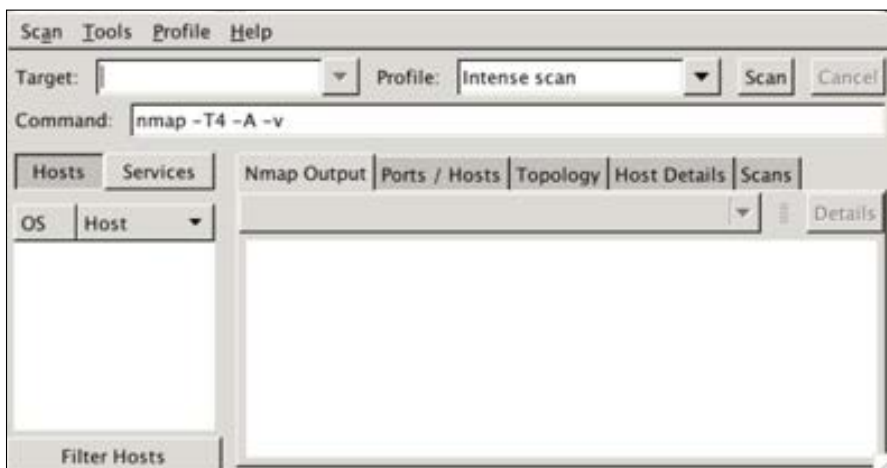 Scan Tools Profile Help
Target: Profile: Intense scan Scan Cancel
Command: nmap -T4 -A -v
Hosts Services Nmap Output Ports / Hosts Topology Host Details Scans
OS Host Details
Filter Hosts